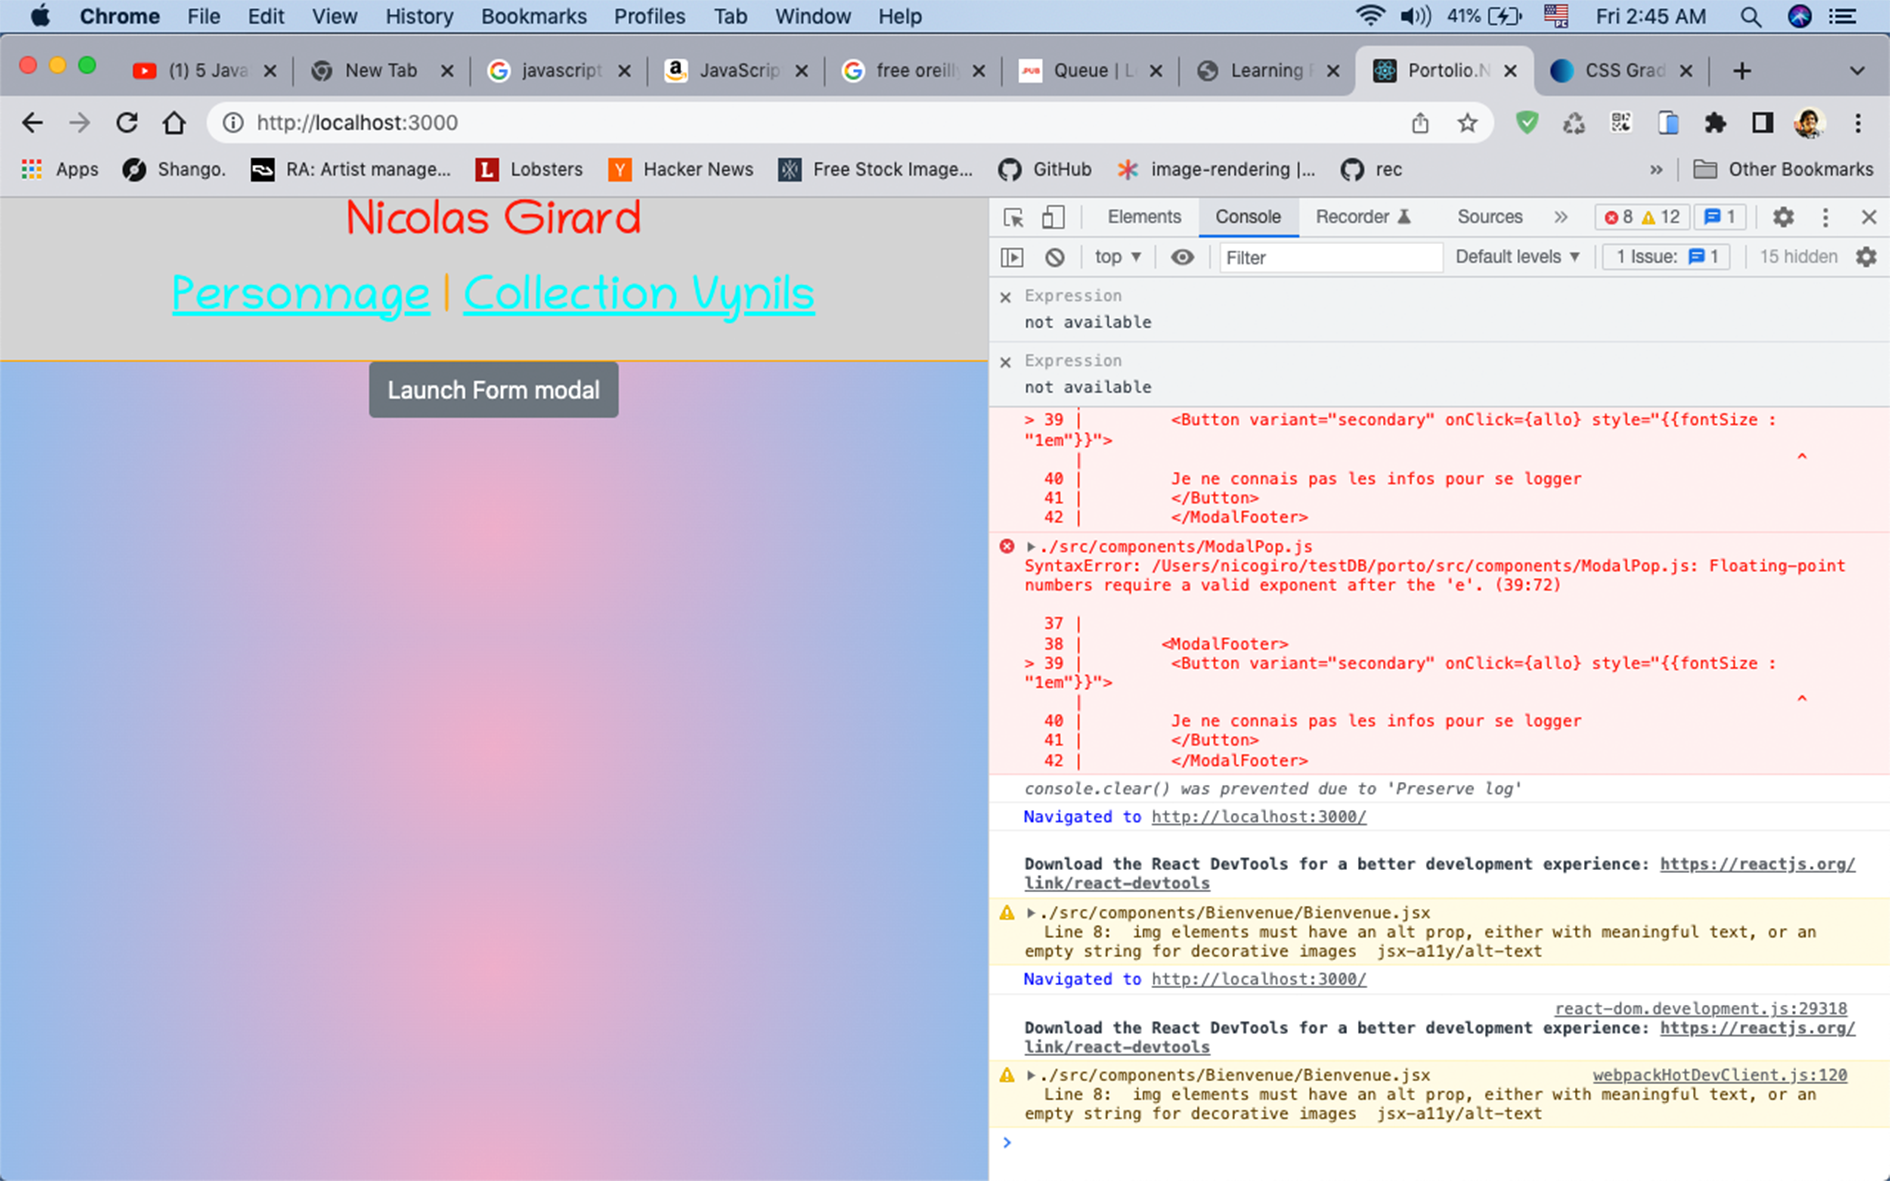 Chrome File Edit View History Bookmarks Profiles Tab Window Help 41% Fri 2:45 AM
(1) 5 Java New Tab javascript JavaScrip free oreilly Queue | L Learning Portolio.N CSS Grad
http://localhost:3000
Apps Shango. RA: Artist manage... Lobsters Hacker News Free Stock Image... GitHub image-rendering |... rec » Other Bookmarks
Nicolas Girard
Personnage | Collection Vynils
Launch Form modal
Elements Console Recorder Sources » 8 12 1
top ▼ Filter Default levels ▼ 1 Issue: 1 15 hidden
Expression
not available
Expression
not available
> 39 | <Button variant="secondary" onClick={allo} style="{{fontSize :
"1em"}}">
| ^
40 | Je ne connais pas les infos pour se logger
41 | </Button>
42 | </ModalFooter>
▶./src/components/ModalPop.js
SyntaxError: /Users/nicogiro/testDB/porto/src/components/ModalPop.js: Floating-point
numbers require a valid exponent after the 'e'. (39:72)
37 |
38 | <ModalFooter>
> 39 | <Button variant="secondary" onClick={allo} style="{{fontSize :
"1em"}}">
| ^
40 | Je ne connais pas les infos pour se logger
41 | </Button>
42 | </ModalFooter>
console.clear() was prevented due to 'Preserve log'
Navigated to http://localhost:3000/
Download the React DevTools for a better development experience: https://reactjs.org/
link/react-devtools
▶./src/components/Bienvenue/Bienvenue.jsx
Line 8: img elements must have an alt prop, either with meaningful text, or an
empty string for decorative images jsx-a11y/alt-text
Navigated to http://localhost:3000/
react-dom.development.js:29318
Download the React DevTools for a better development experience: https://reactjs.org/
link/react-devtools
▶./src/components/Bienvenue/Bienvenue.jsx webpackHotDevClient.js:120
Line 8: img elements must have an alt prop, either with meaningful text, or an
empty string for decorative images jsx-a11y/alt-text
>